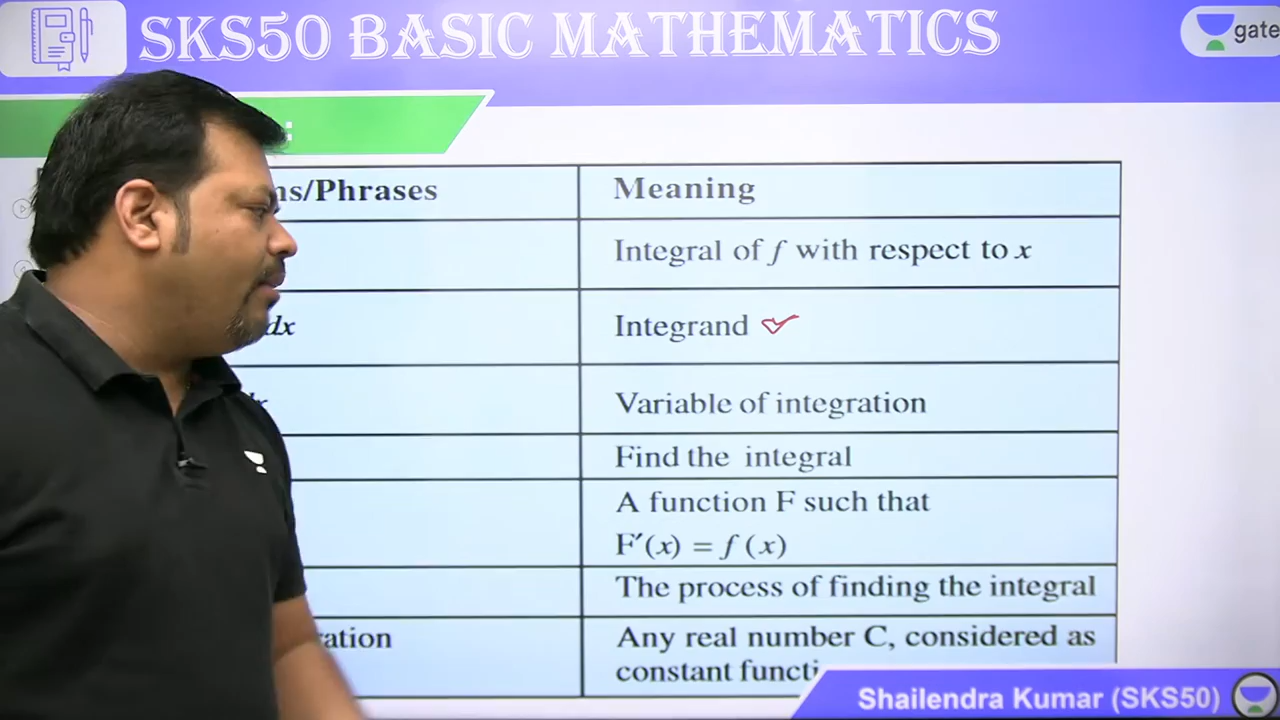 SKS50 BASIC MATHEMATICS
gate
:
ns/Phrases
Meaning
Integral of f with respect to x
dx
Integrand
Variable of integration
Find the integral
A function F such that
F′(x) = f (x)
The process of finding the integral
ration
Any real number C, considered as
constant functi
Shailendra Kumar (SKS50)